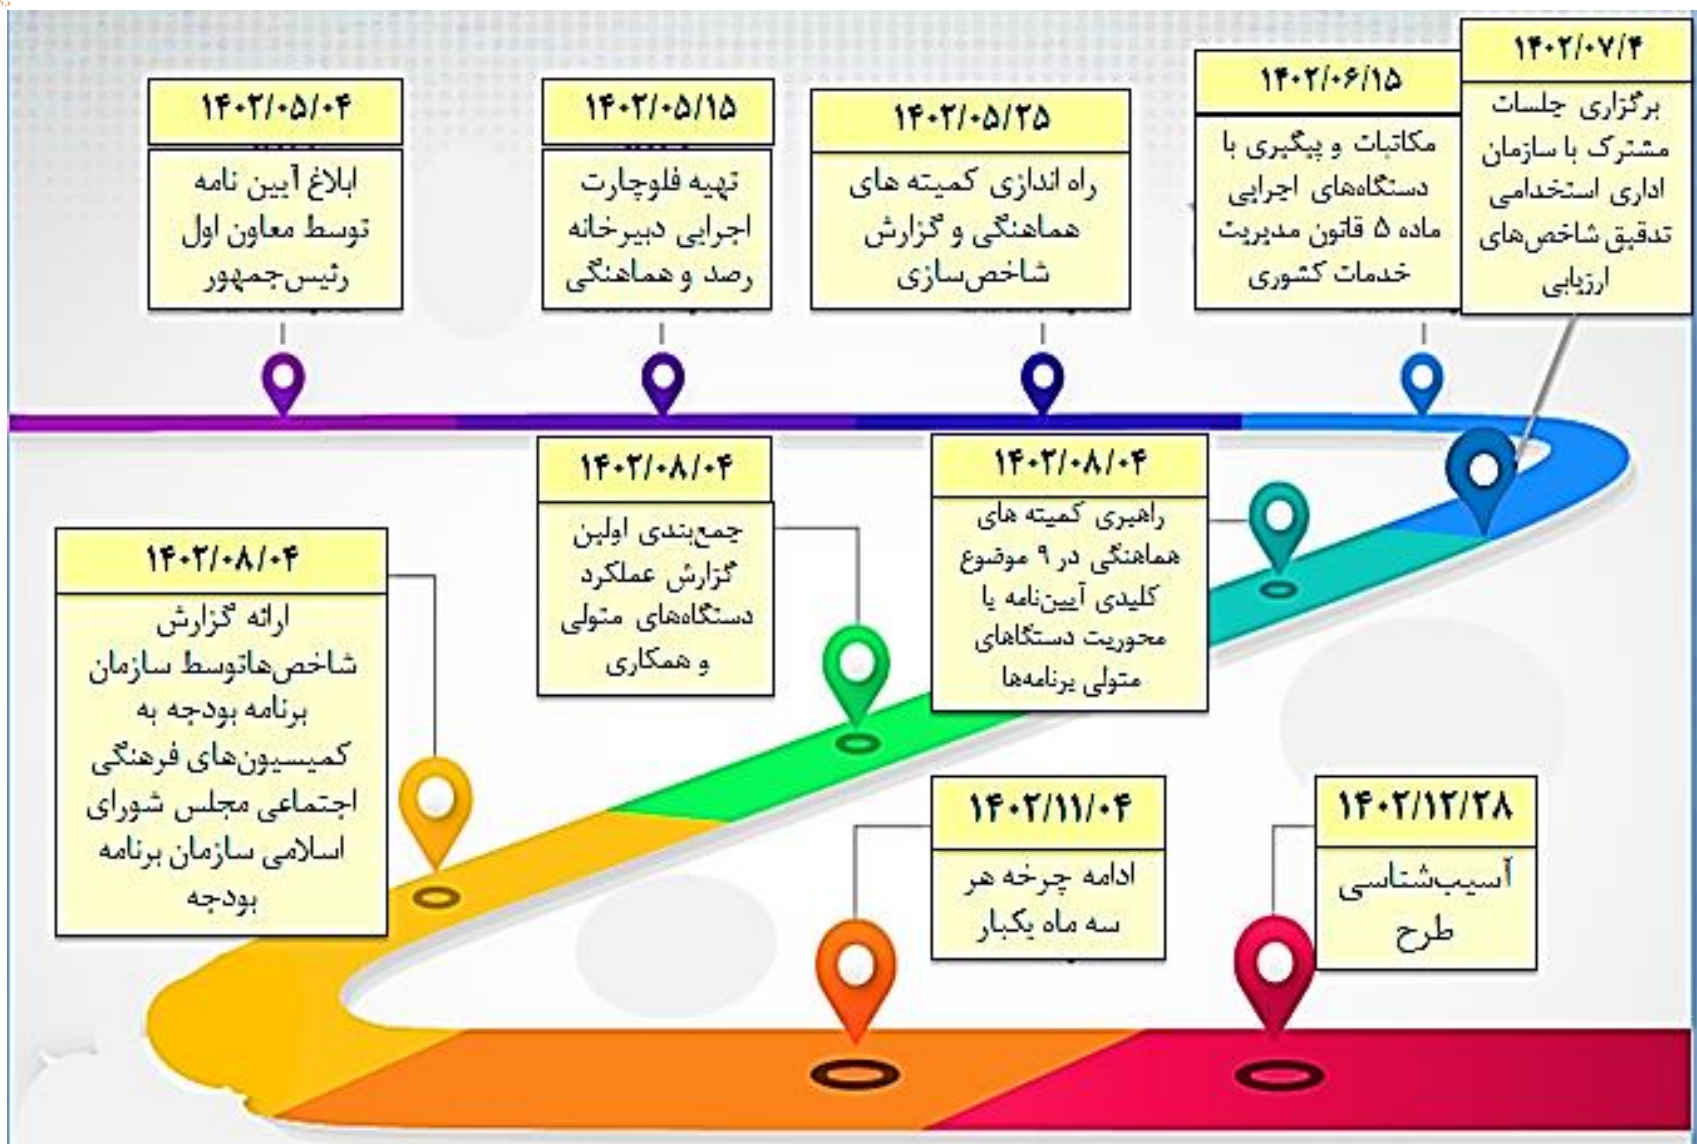 ۱۴۰۲/۰۵/۰۴
ابلاغ آیین نامه
توسط معاون اول
رئیس‌جمهور
۱۴۰۲/۰۵/۱۵
تهیه فلوچارت
اجرایی دبیرخانه
رصد و هماهنگی
۱۴۰۲/۰۵/۲۵
راه اندازی کمیته های
هماهنگی و گزارش
شاخص‌سازی
۱۴۰۲/۰۶/۱۵
مکاتبات و پیگیری با
دستگاه‌های اجرایی
ماده ۵ قانون مدیریت
خدمات کشوری
۱۴۰۲/۰۷/۴
برگزاری جلسات
مشترک با سازمان
اداری استخدامی
تدقیق شاخص‌های
ارزیابی
۱۴۰۲/۰۸/۰۴
راهبری کمیته های
هماهنگی در ۹ موضوع
کلیدی آیین‌نامه با
محوریت دستگاهای
متولی برنامه‌ها
۱۴۰۲/۰۸/۰۴
جمع‌بندی اولین
گزارش عملکرد
دستگاه‌های متولی
و همکاری
۱۴۰۲/۰۸/۰۴
ارائه گزارش
شاخص‌هاتوسط سازمان
برنامه بودجه به
کمیسیون‌های فرهنگی
اجتماعی مجلس شورای
اسلامی سازمان برنامه
بودجه
۱۴۰۲/۱۱/۰۴
ادامه چرخه هر
سه ماه یکبار
۱۴۰۲/۱۲/۲۸
آسیب‌شناسی
طرح